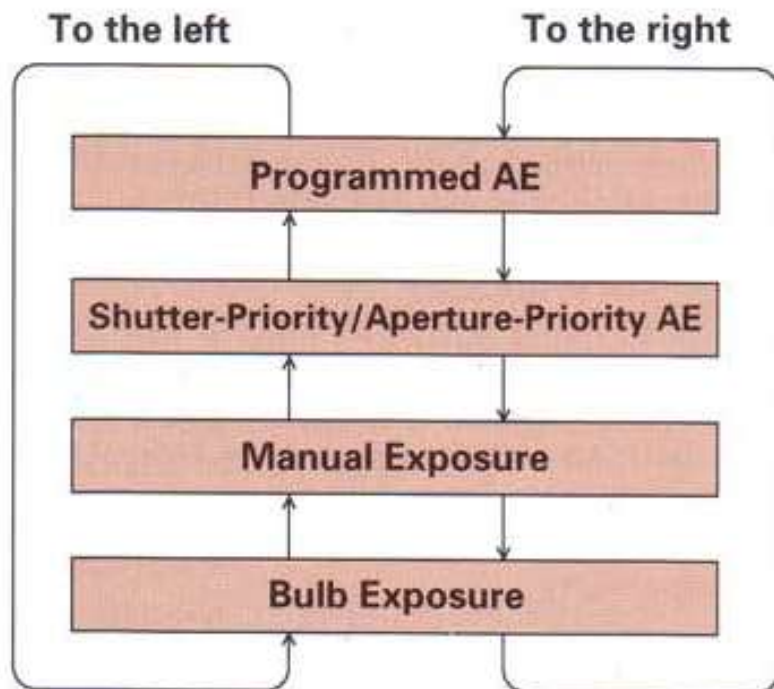 To the left To the right
Programmed AE
Shutter-Priority/Aperture-Priority AE
Manual Exposure
Bulb Exposure